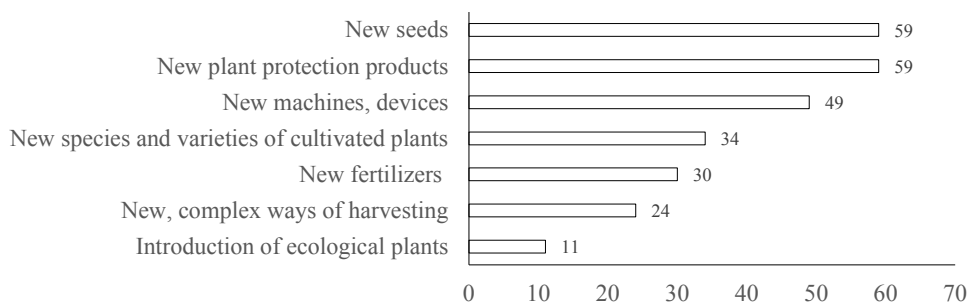 New seeds 59
New plant protection products 59
New machines, devices 49
New species and varieties of cultivated plants 34
New fertilizers 30
New, complex ways of harvesting 24
Introduction of ecological plants 11
0 10 20 30 40 50 60 70